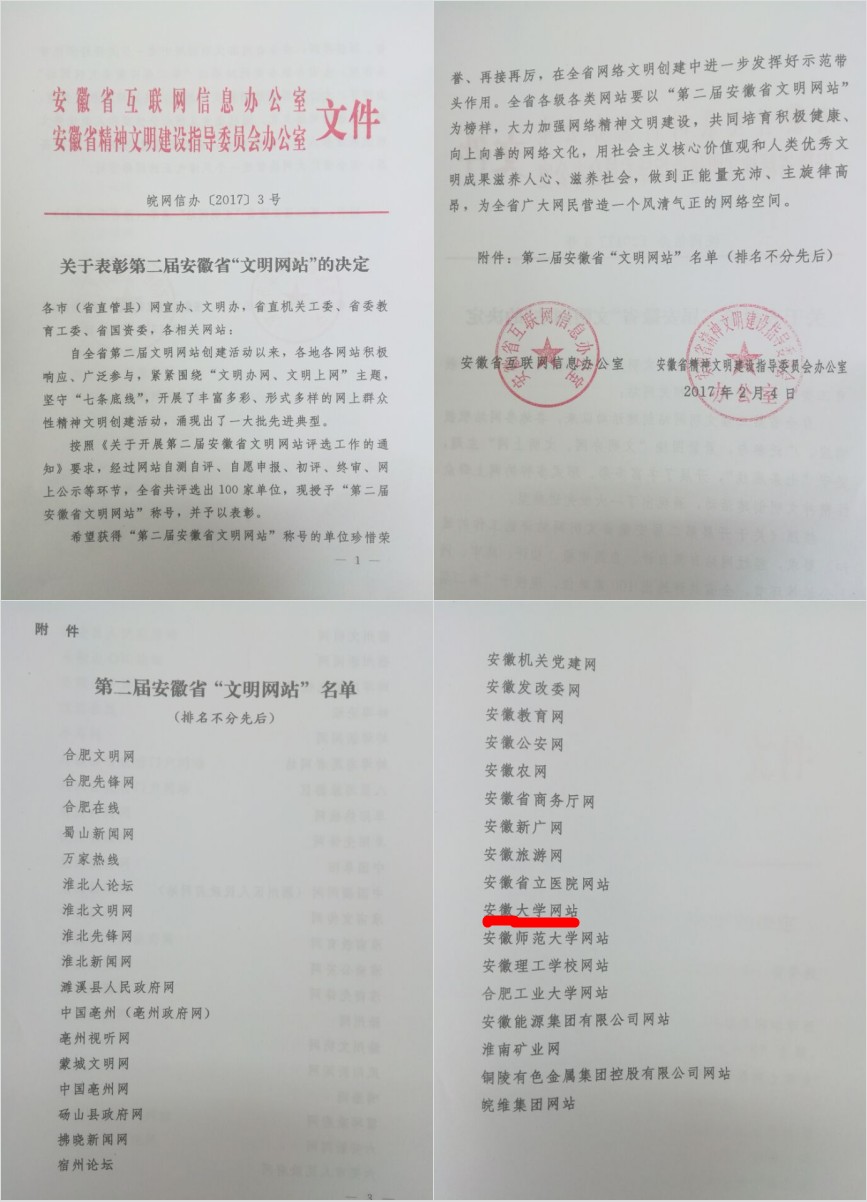 安徽省互联网信息办公室
安徽省精神文明建设指导委员会办公室 文件
皖网信办〔2017〕3号
关于表彰第二届安徽省“文明网站”的决定
各市（省直管县）网宣办、文明办，省直机关工委、省委教
育工委、省国资委，各相关网站：
自全省第二届文明网站创建活动以来，各地各网站积极
响应、广泛参与，紧紧围绕“文明办网、文明上网”主题，
坚守“七条底线”，开展了丰富多彩、形式多样的网上群众
性精神文明创建活动，涌现出了一大批先进典型。
按照《关于开展第二届安徽省文明网站评选工作的通
知》要求，经过网站自测自评、自愿申报、初评、终审、网
上公示等环节，全省共评选出100家单位，现授予“第二届
安徽省文明网站”称号，并予以表彰。
希望获得“第二届安徽省文明网站”称号的单位珍惜荣
— 1 —
誉、再接再厉，在全省网络文明创建中进一步发挥好示范带
头作用。全省各级各类网站要以“第二届安徽省文明网站”
为榜样，大力加强网络精神文明建设，共同培育积极健康、
向上向善的网络文化，用社会主义核心价值观和人类优秀文
明成果滋养人心、滋养社会，做到正能量充沛、主旋律高
昂，为全省广大网民营造一个风清气正的网络空间。
附件：第二届安徽省“文明网站”名单（排名不分先后）
安徽省互联网信息办公室
安徽省互联网信息办公室 安徽省精神文明建设指导委员会办公室
2017年2月4日
附 件
第二届安徽省“文明网站”名单
（排名不分先后）
合肥文明网
合肥先锋网
合肥在线
蜀山新闻网
万家热线
淮北人论坛
淮北文明网
淮北先锋网
淮北新闻网
濉溪县人民政府网
中国亳州（亳州政府网）
亳州视听网
蒙城文明网
中国亳州网
砀山县政府网
拂晓新闻网
宿州论坛
— 3 —
安徽机关党建网
安徽发改委网
安徽教育网
安徽公安网
安徽农网
安徽省商务厅网
安徽新广网
安徽旅游网
安徽省立医院网站
安徽大学网站
安徽师范大学网站
安徽理工学校网站
合肥工业大学网站
安徽能源集团有限公司网站
淮南矿业网
铜陵有色金属集团控股有限公司网站
皖维集团网站